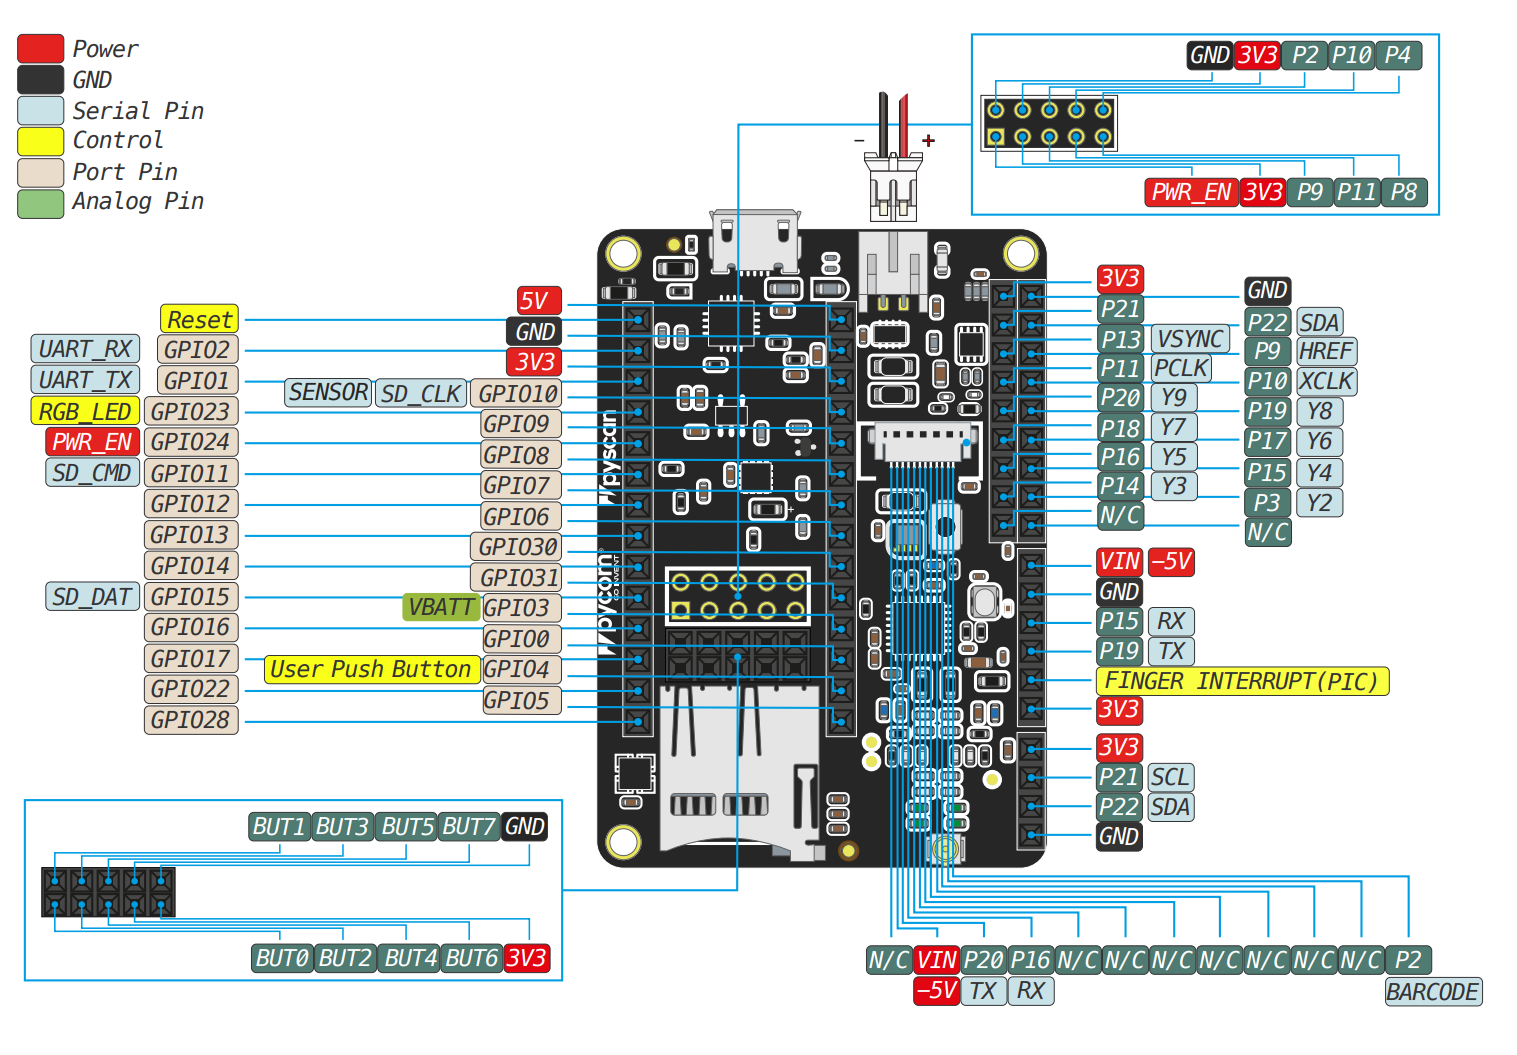 Power
GND
Serial Pin
Control
Port Pin
Analog Pin
GND 3V3 P2 P10 P4
PWR_EN 3V3 P9 P11 P8
− +
Reset
UART_RX GPIO2
UART_TX GPIO1
RGB_LED GPIO23
PWR_EN GPIO24
SD_CMD GPIO11
GPIO12
GPIO13
GPIO14
SD_DAT GPIO15
GPIO16
GPIO17
GPIO22
GPIO28
5V
GND
3V3
SENSOR SD_CLK GPIO10
GPIO9
GPIO8
GPIO7
GPIO6
GPIO30
GPIO31
VBATT GPIO3
GPIO0
User Push Button GPIO4
GPIO5
pyscan
pycom
GO INVENT
+
3V3
P21
P13 VSYNC
P11 PCLK
P20 Y9
P18 Y7
P16 Y5
P14 Y3
N/C
GND
P22 SDA
P9 HREF
P10 XCLK
P19 Y8
P17 Y6
P15 Y4
P3 Y2
N/C
VIN −5V
GND
P15 RX
P19 TX
FINGER INTERRUPT(PIC)
3V3
3V3
P21 SCL
P22 SDA
GND
BUT1 BUT3 BUT5 BUT7 GND
BUT0 BUT2 BUT4 BUT6 3V3
N/C VIN P20 P16 N/C N/C N/C N/C N/C N/C N/C P2
−5V TX RX BARCODE